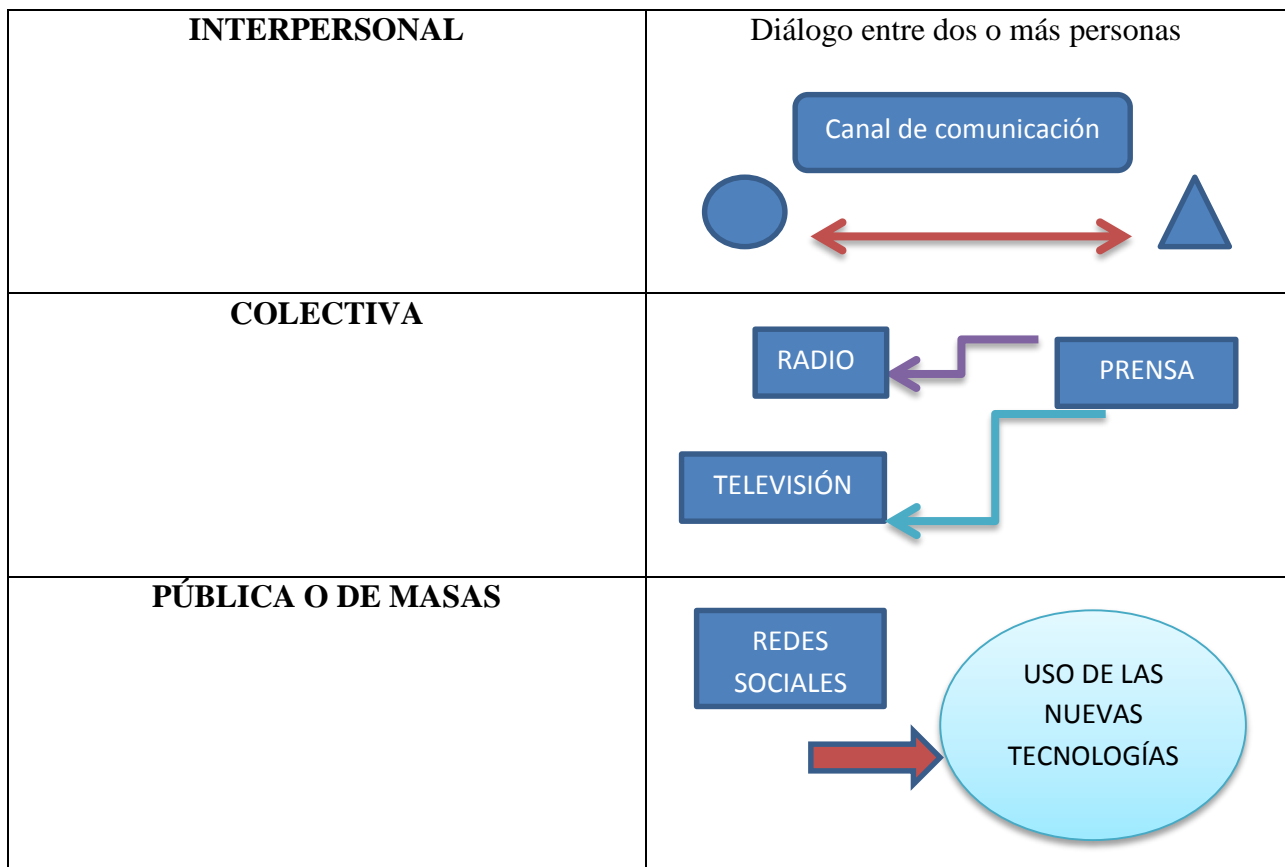 INTERPERSONAL
Diálogo entre dos o más personas
Canal de comunicación
COLECTIVA
RADIO
PRENSA
TELEVISIÓN
PÚBLICA O DE MASAS
REDES
SOCIALES
USO DE LAS
NUEVAS
TECNOLOGÍAS